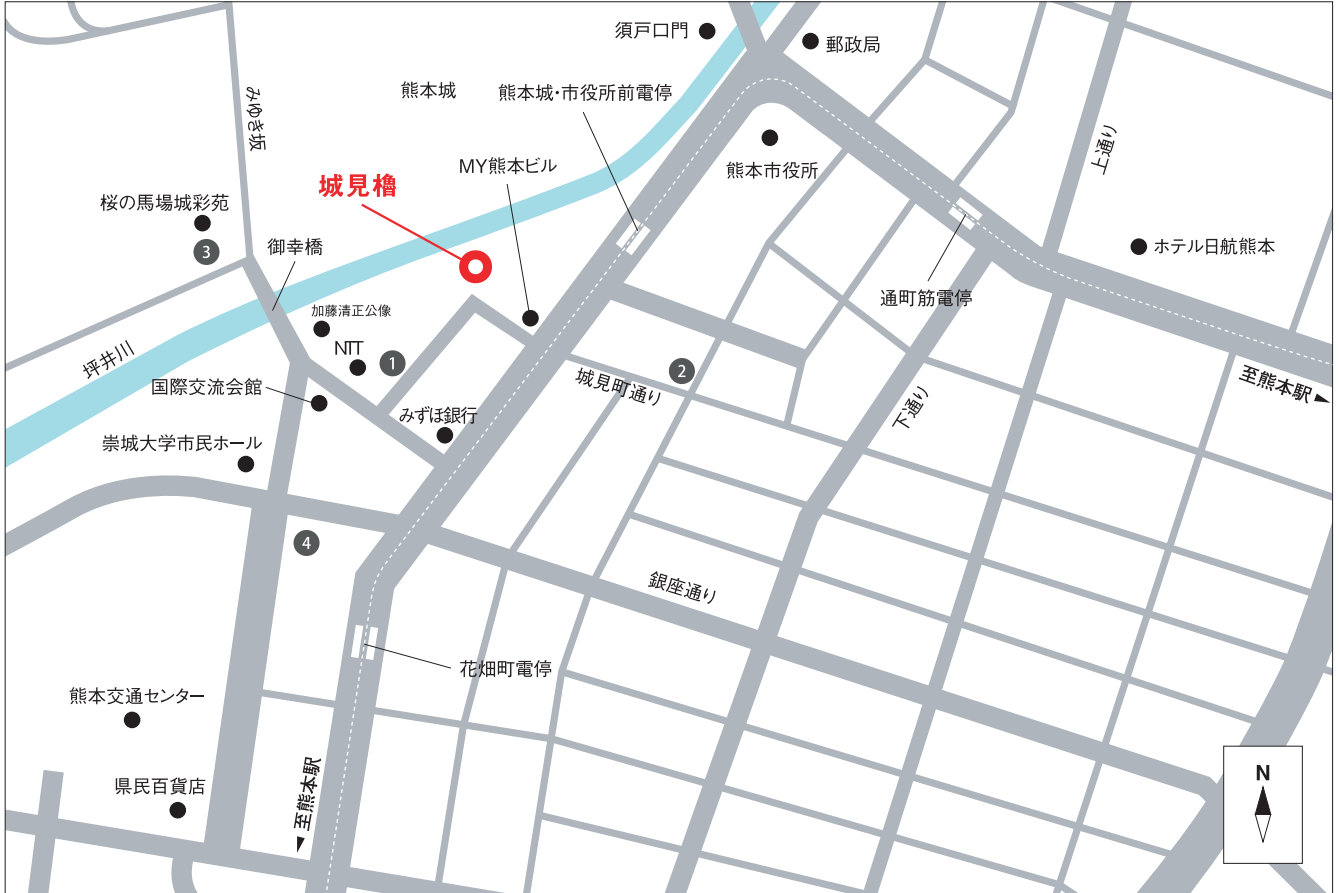 須戸口門
郵政局
熊本城
熊本城・市役所前電停
みゆき坂
上通り
MY熊本ビル
熊本市役所
城見櫓
桜の馬場城彩苑
3
御幸橋
ホテル日航熊本
通町筋電停
加藤清正公像
NTT
1
坪井川
2
国際交流会館
城見町通り
至熊本駅
みずほ銀行
下通り
崇城大学市民ホール
4
銀座通り
花畑町電停
熊本交通センター
県民百貨店
至熊本駅
N